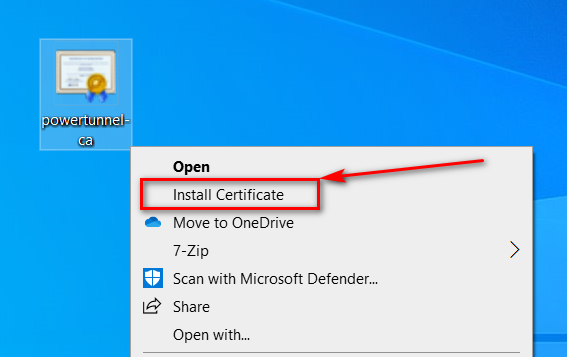 powertunnel-
ca
Open
Install Certificate
Move to OneDrive
7-Zip
Scan with Microsoft Defender...
Share
Open with...